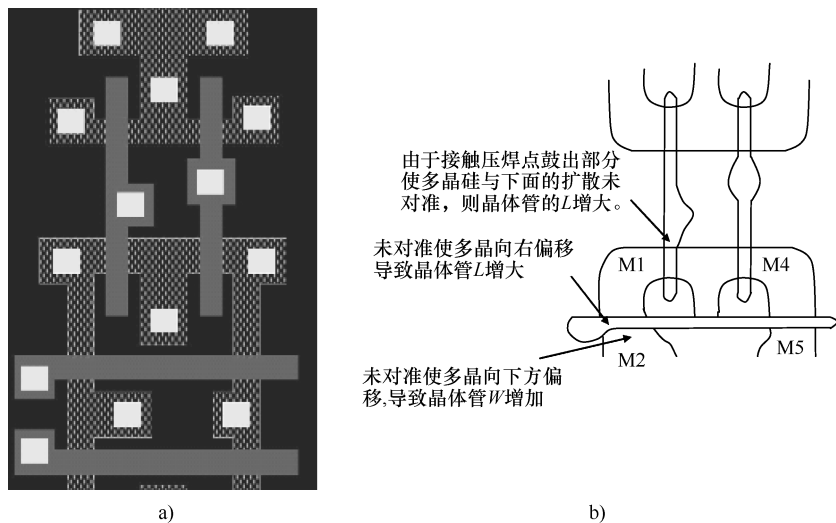 由于接触压焊点鼓出部分
使多晶硅与下面的扩散未
对准，则晶体管的L增大。
未对准使多晶向右偏移
导致晶体管L增大
M1
M4
M2
M5
未对准使多晶向下方偏
移,导致晶体管W增加
a)
b)